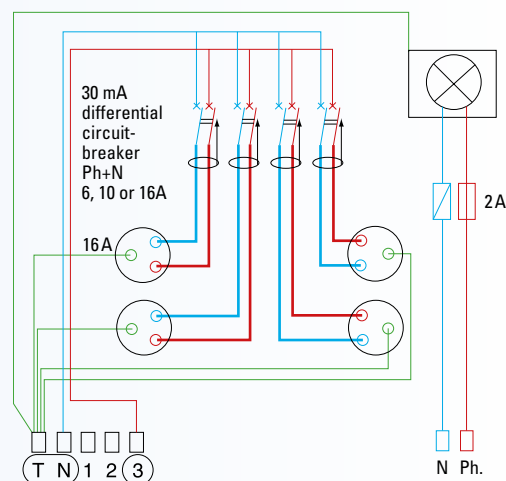 30 mA
differential
circuit-
breaker
Ph+N
6, 10 or 16A
16A
2A
T N 1 2 3
N Ph.